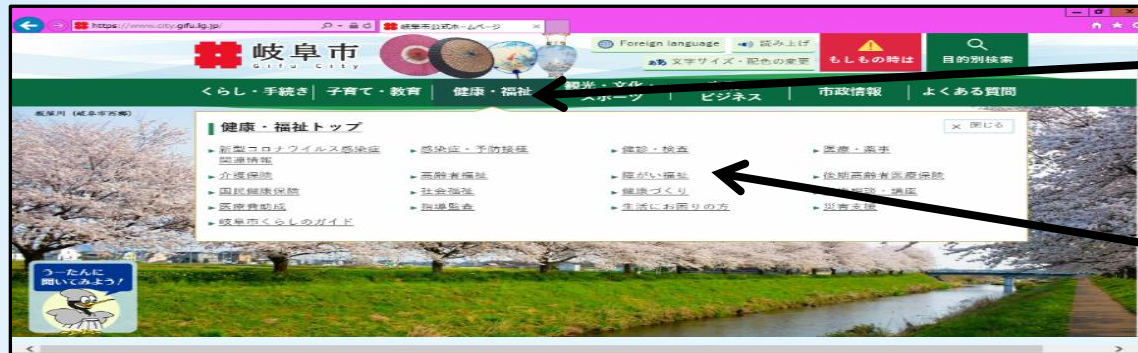 https://www.city.gifu.lg.jp/
岐阜市公式ホームページ
岐阜市
Gifu City
Foreign language
読み上げ
文字サイズ・配色の変更
もしもの時は
目的別検索
くらし・手続き
子育て・教育
健康・福祉
観光・文化・
スポーツ
ビジネス
市政情報
よくある質問
健康・福祉トップ
× 閉じる
新型コロナウイルス感染症
関連情報
感染症・予防接種
健診・検査
医療・薬事
介護保険
高齢者福祉
障がい福祉
後期高齢者医療保険
国民健康保険
社会福祉
健康づくり
・講座
医療費助成
指導監査
生活にお困りの方
災害支援
岐阜市くらしのガイド
うーたんに
聞いてみよう!